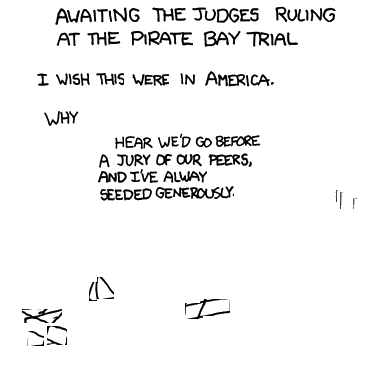 AWAITING THE JUDGES RULING
AT THE PIRATE BAY TRIAL
I WISH THIS WERE IN AMERICA.
WHY
HEAR WE'D GO BEFORE
A JURY OF OUR PEERS,
AND I'VE ALWAY
SEEDED GENEROUSLY.